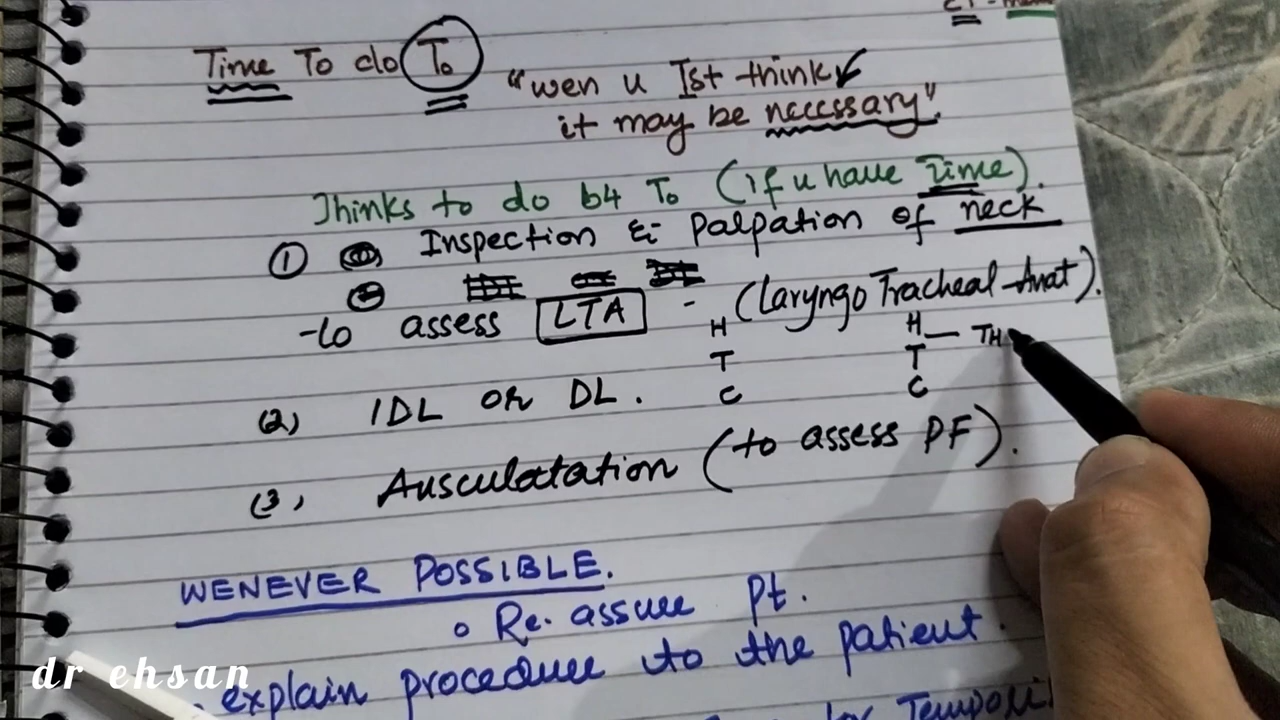 Time To do To
"wen u Ist think
it may be necessary"
Thinks to do b4 To (if u have Time).
① Inspection & Palpation of neck
-to assess LTA - (Laryngo Tracheal-Anat).
H H — TH
T T
C C
(2) IDL or DL.
(3) Ausculatation (to assess PF).
WENEVER POSSIBLE.
o Re. assure Pt.
. explain procedure to the patient.
dr ehsan